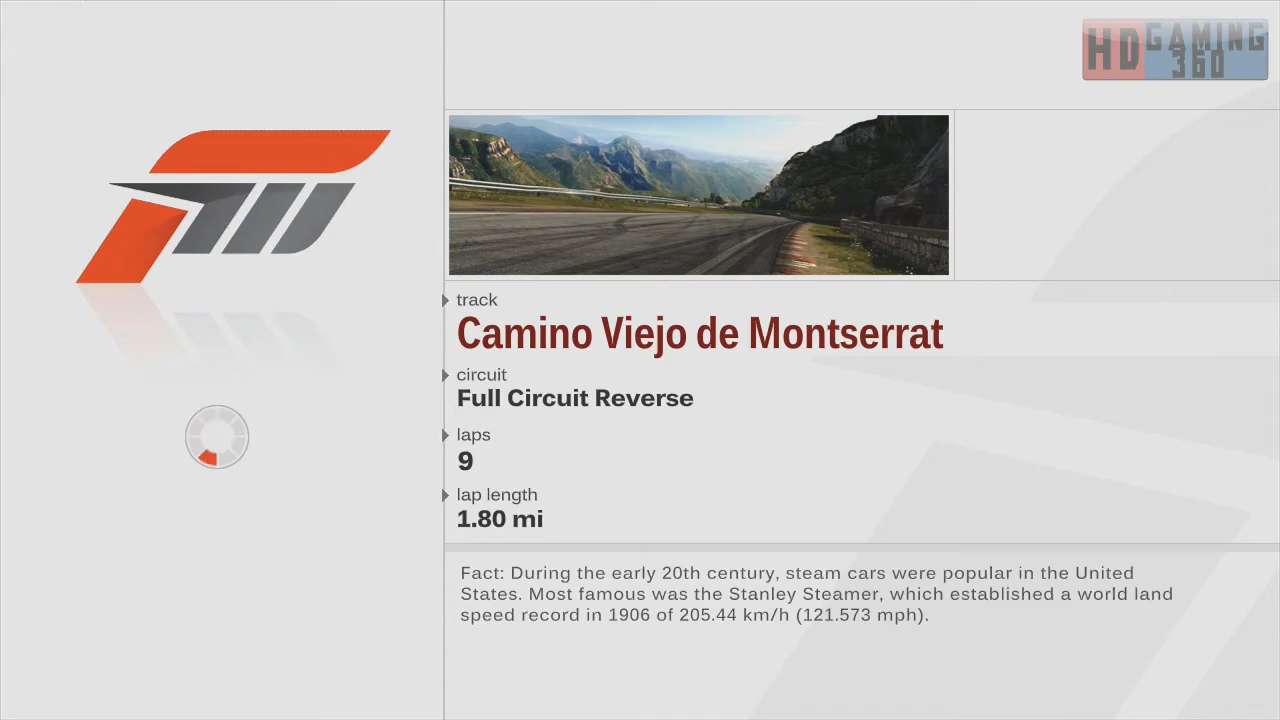 HD GAMING 360
track
Camino Viejo de Montserrat
circuit
Full Circuit Reverse
laps
9
lap length
1.80 mi
Fact: During the early 20th century, steam cars were popular in the United
States. Most famous was the Stanley Steamer, which established a world land
speed record in 1906 of 205.44 km/h (121.573 mph).